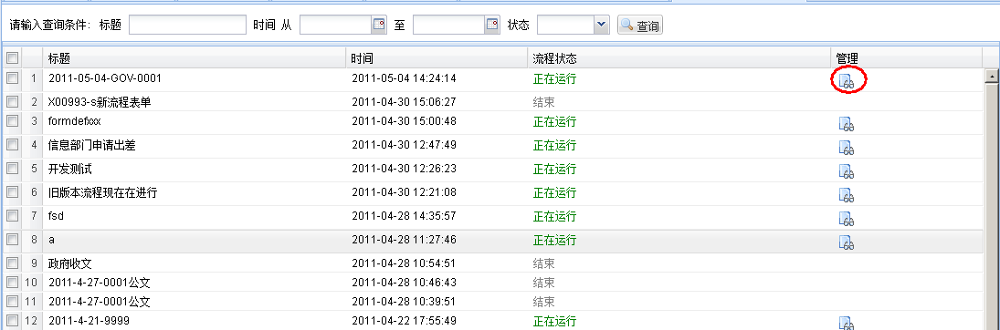 请输入查询条件: 标题 时间 从 至 状态 查询
标题 时间 流程状态 管理
1 2011-05-04-GOV-0001 2011-05-04 14:24:14 正在运行
2 X00993-s新流程表单 2011-04-30 15:06:27 结束
3 formdefxxx 2011-04-30 15:00:48 正在运行
4 信息部门申请出差 2011-04-30 12:47:49 正在运行
5 开发测试 2011-04-30 12:26:23 正在运行
6 旧版本流程现在在进行 2011-04-30 12:21:08 正在运行
7 fsd 2011-04-28 14:35:57 正在运行
8 a 2011-04-28 11:27:46 正在运行
9 政府收文 2011-04-28 10:54:51 结束
10 2011-4-27-0001公文 2011-04-28 10:46:43 结束
11 2011-4-27-0001公文 2011-04-28 10:39:51 结束
12 2011-4-21-9999 2011-04-22 17:55:49 正在运行